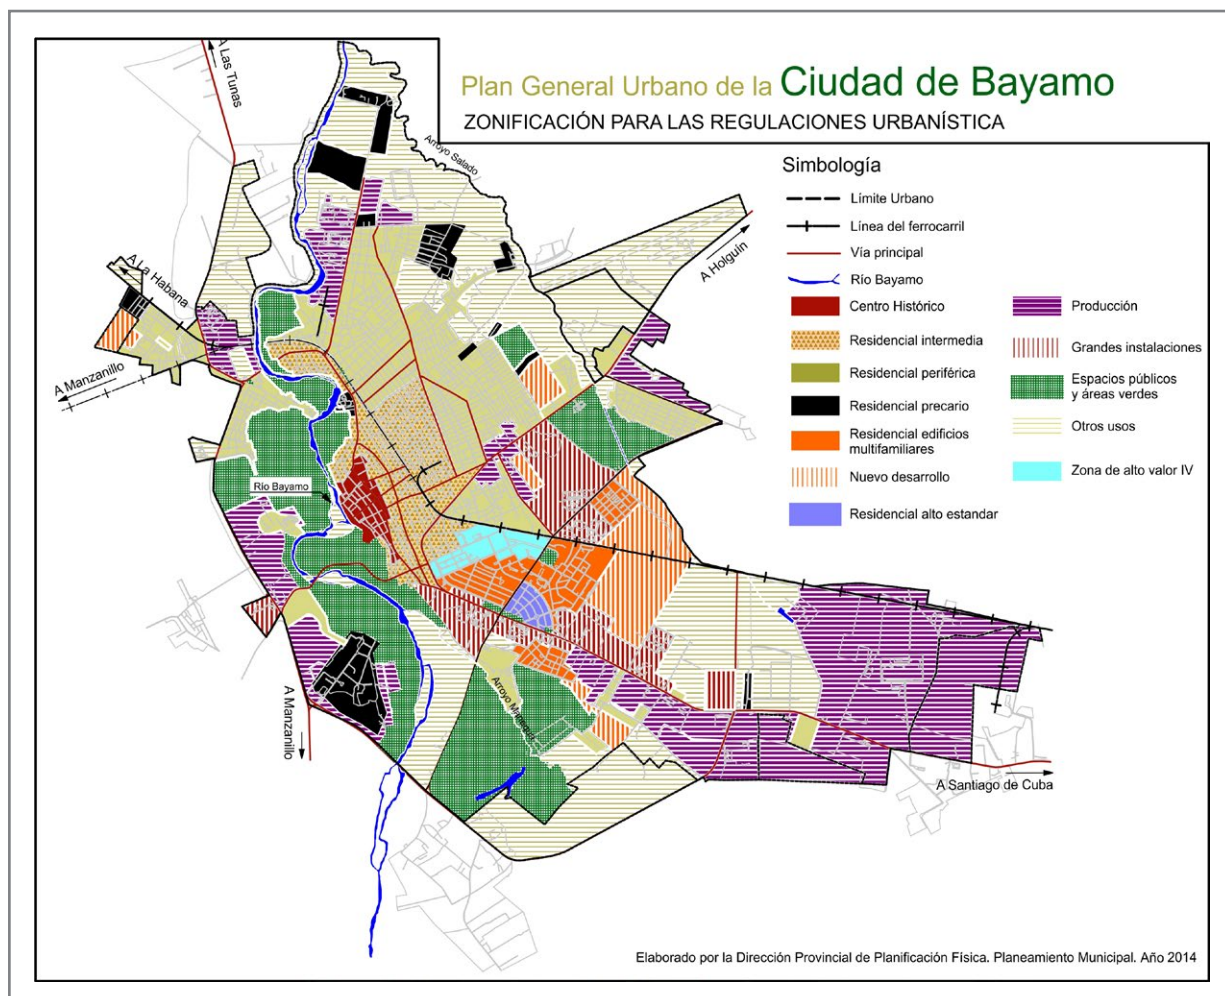 Plan General Urbano de la Ciudad de Bayamo
ZONIFICACIÓN PARA LAS REGULACIONES URBANÍSTICA
Simbología
Límite Urbano
Línea del ferrocarril
Vía principal
Río Bayamo
Centro Histórico
Residencial intermedia
Residencial periférica
Residencial precario
Residencial edificios
multifamiliares
Nuevo desarrollo
Residencial alto estandar
Producción
Grandes instalaciones
Espacios públicos
y áreas verdes
Otros usos
Zona de alto valor IV
A Las Tunas
Arroyo Salado
A Holguín
A La Habana
A Manzanillo
Río Bayamo
A Manzanillo
Arroyo
A Santiago de Cuba
Elaborado por la Dirección Provincial de Planificación Física. Planeamiento Municipal. Año 2014